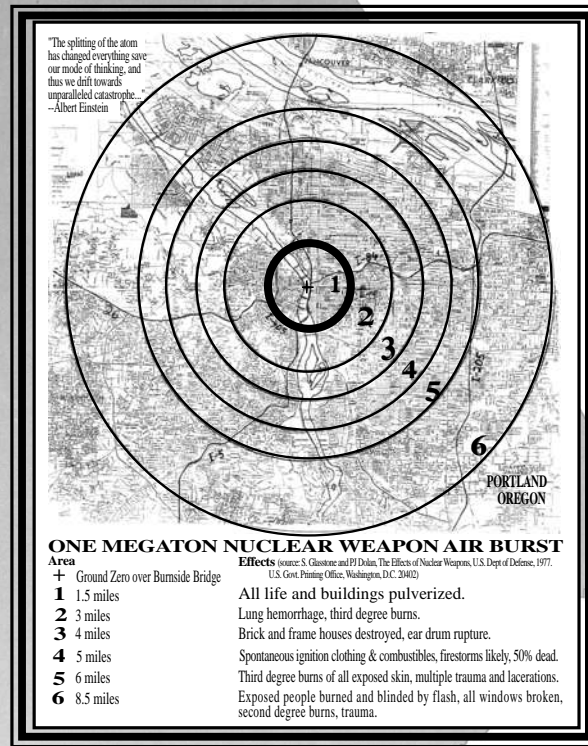 "The splitting of the atom
has changed everything save
our mode of thinking, and
thus we drift towards
unparalleled catastrophe..."
--Albert Einstein
VANCOUVER
1
I-84
2
26
I-405
3
4
5
I-205
I-5
6
PORTLAND
OREGON
ONE MEGATON NUCLEAR WEAPON AIR BURST
Area Effects (source: S. Glasstone and PJ Dolan, The Effects of Nuclear Weapons, U.S. Dept of Defense, 1977.
U.S. Govt. Printing Office, Washington, D.C. 20402)
+ Ground Zero over Burnside Bridge
1 1.5 miles All life and buildings pulverized.
2 3 miles Lung hemorrhage, third degree burns.
3 4 miles Brick and frame houses destroyed, ear drum rupture.
4 5 miles Spontaneous ignition clothing & combustibles, firestorms likely, 50% dead.
5 6 miles Third degree burns of all exposed skin, multiple trauma and lacerations.
6 8.5 miles Exposed people burned and blinded by flash, all windows broken,
second degree burns, trauma.